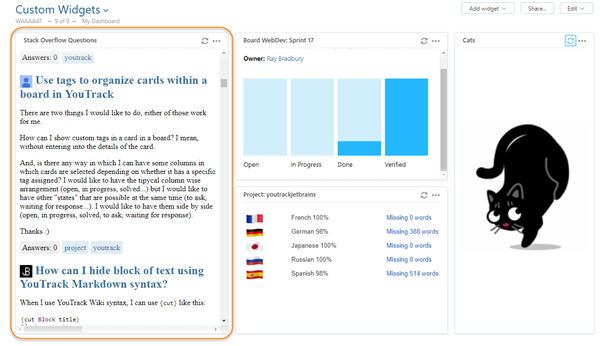 Custom Widgets
WAAAAAT ← 9 of 9 → My Dashboard
Add widget
Share...
Edit
Stack Overflow Questions
Answers: 0 youtrack
Use tags to organize cards within a
board in YouTrack
There are two things I would like to do, either of those work
for me.
How can I show custom tags in a card in a board? I mean,
without entering into the details of the card.
And, is there any way in which I can have some columns in
which cards are selected depending on whether it has a specific
tag assigned? I would like to have the tipycal column wise
arrangement (open, in progress, solved...) but I would like to
have other "states" that are possible at the same time (to ask,
waiting for response...). I would like to have them side by side
(open, in progress, solved, to ask, waiting for response).
Thanks :)
Answers: 0 project youtrack
How can I hide block of text using
YouTrack Markdown syntax?
When I use YouTrack Wiki syntax, I can use {cut} like this:
{cut Block title}
Board WebDev: Sprint 17
Owner: Ray Bradbury
Open In Progress Done Verified
Project: youtrackjetbrains
French 100% Missing 0 words
German 98% Missing 388 words
Japanese 100% Missing 0 words
Russian 100% Missing 0 words
Spanish 98% Missing 514 words
Cats